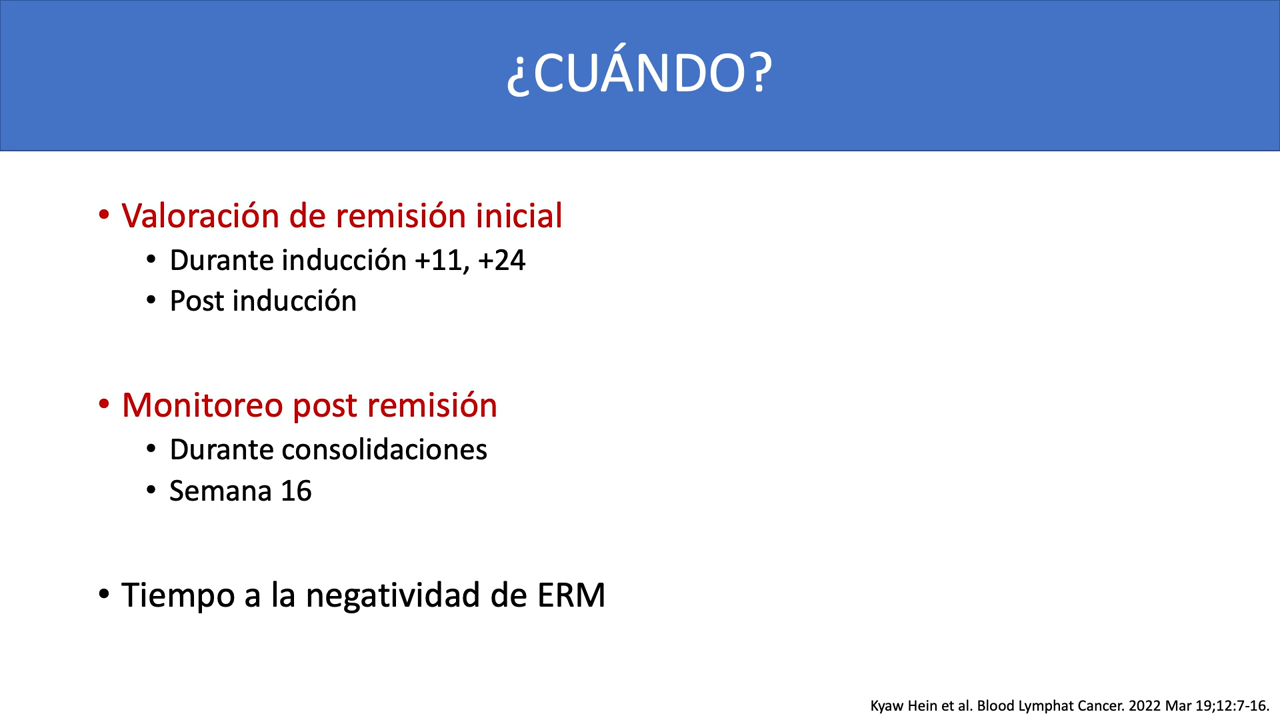 ¿CUÁNDO?
• Valoración de remisión inicial
• Durante inducción +11, +24
• Post inducción
• Monitoreo post remisión
• Durante consolidaciones
• Semana 16
• Tiempo a la negatividad de ERM
Kyaw Hein et al. Blood Lymphat Cancer. 2022 Mar 19;12:7-16.